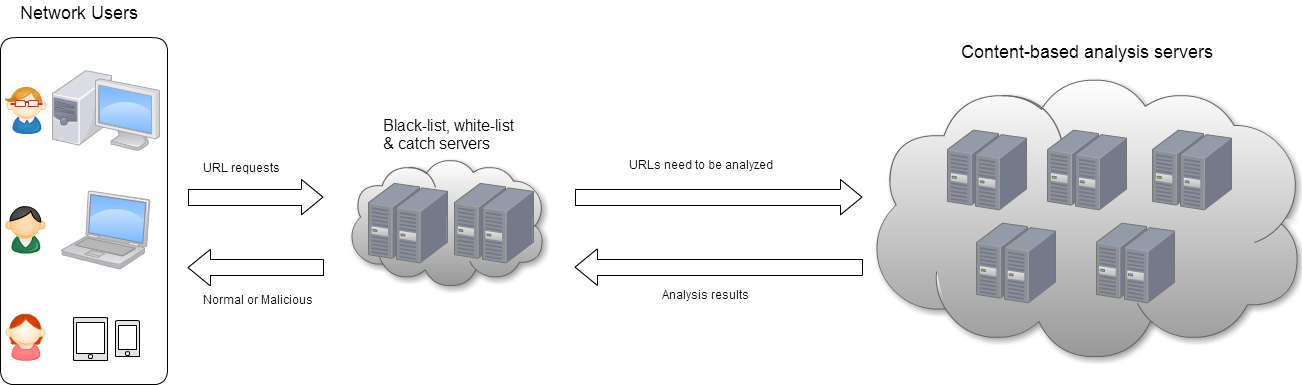 Network Users
Content-based analysis servers
Black-list, white-list
& catch servers
URL requests
URLs need to be analyzed
Normal or Malicious
Analysis results